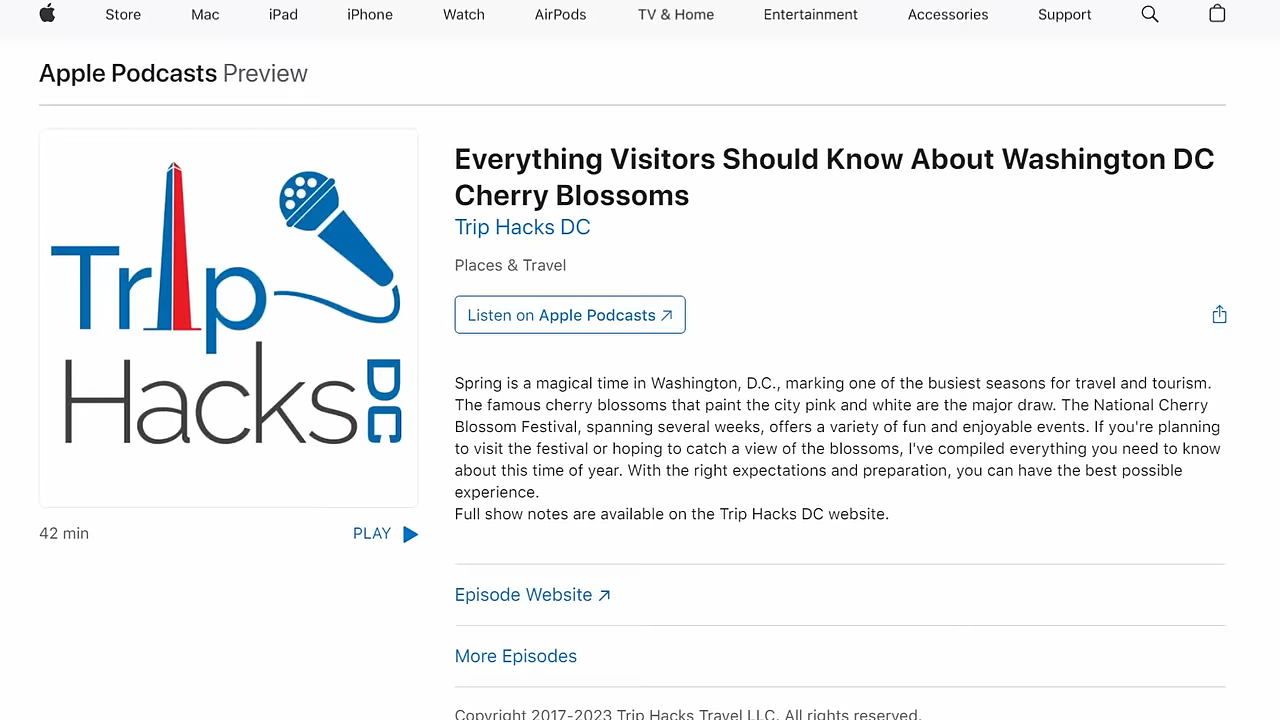 Store Mac iPad iPhone Watch AirPods TV & Home Entertainment Accessories Support
Apple Podcasts Preview
Trip
Hacks DC
Everything Visitors Should Know About Washington DC
Cherry Blossoms
Trip Hacks DC
Places & Travel
Listen on Apple Podcasts ↗
Spring is a magical time in Washington, D.C., marking one of the busiest seasons for travel and tourism.
The famous cherry blossoms that paint the city pink and white are the major draw. The National Cherry
Blossom Festival, spanning several weeks, offers a variety of fun and enjoyable events. If you're planning
to visit the festival or hoping to catch a view of the blossoms, I've compiled everything you need to know
about this time of year. With the right expectations and preparation, you can have the best possible
experience.
Full show notes are available on the Trip Hacks DC website.
42 min PLAY
Episode Website ↗
More Episodes
Copyright 2017-2023 Trip Hacks Travel LLC. All rights reserved.